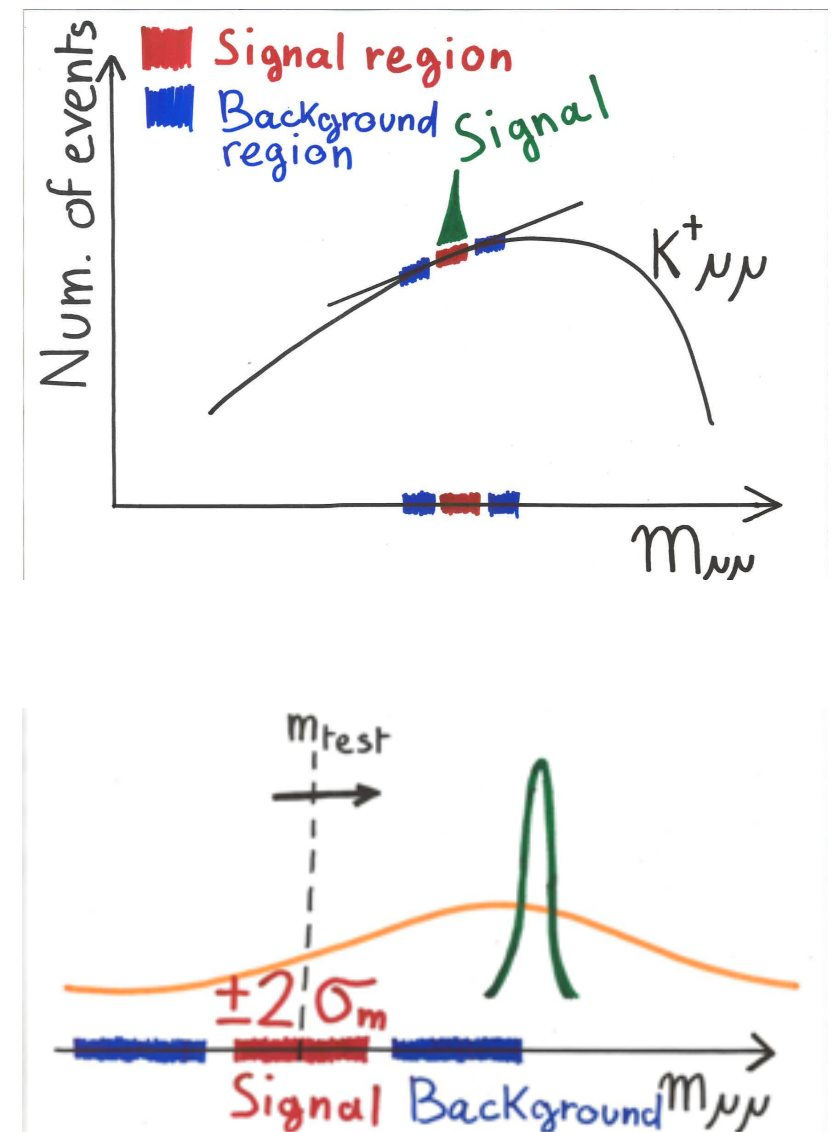 Num. of events
Signal region
Background
region
Signal
K⁺μμ
mμμ
mtest
±2σm
Signal Background mμμ